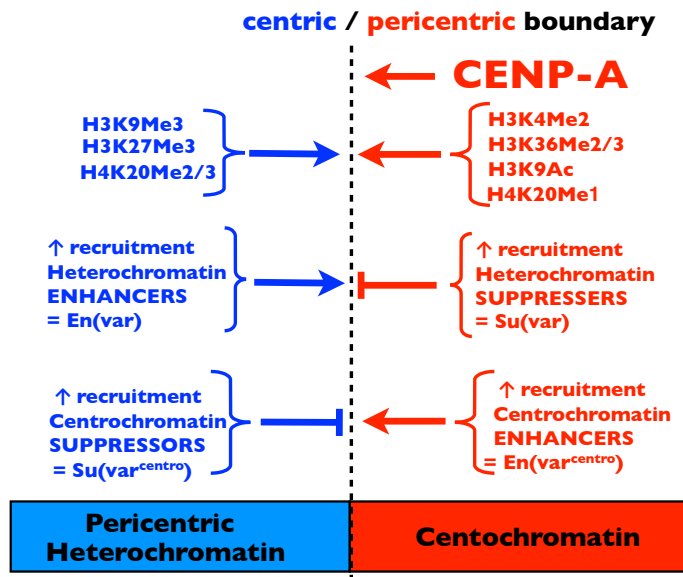 centric / pericentric boundary
CENP-A
H3K9Me3
H3K27Me3
H4K20Me2/3
H3K4Me2
H3K36Me2/3
H3K9Ac
H4K20Me1
↑ recruitment
Heterochromatin
ENHANCERS
= En(var)
↑ recruitment
Heterochromatin
SUPPRESSERS
= Su(var)
↑ recruitment
Centrochromatin
SUPPRESSORS
= Su(varcentro)
↑ recruitment
Centrochromatin
ENHANCERS
= En(varcentro)
Pericentric
Heterochromatin
Centochromatin